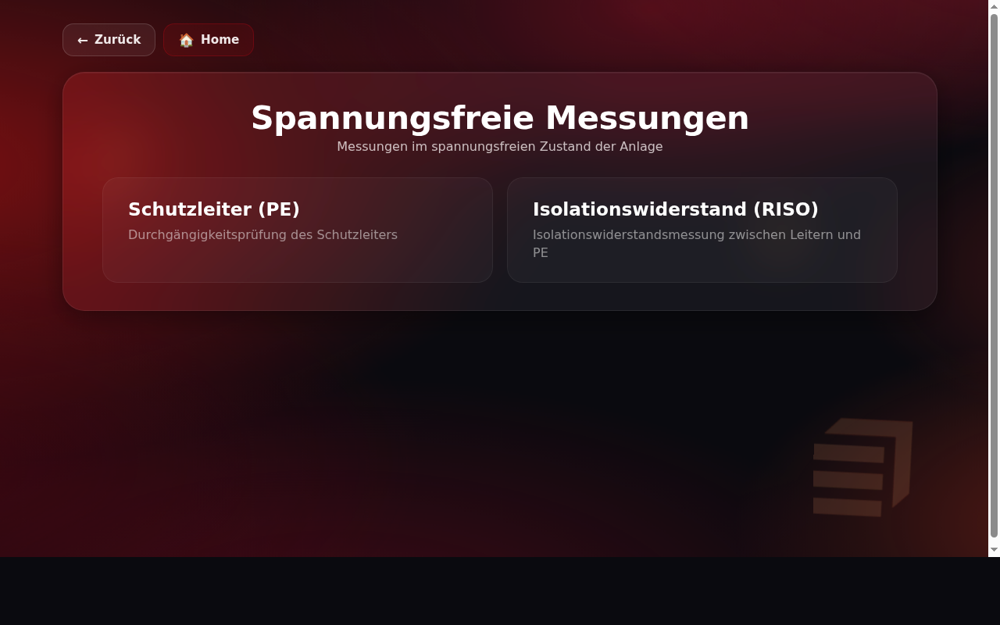 ← Zurück
🏠 Home
Spannungsfreie Messungen
Messungen im spannungsfreien Zustand der Anlage
Schutzleiter (PE)
Durchgängigkeitsprüfung des Schutzleiters
Isolationswiderstand (RISO)
Isolationswiderstandsmessung zwischen Leitern und
PE